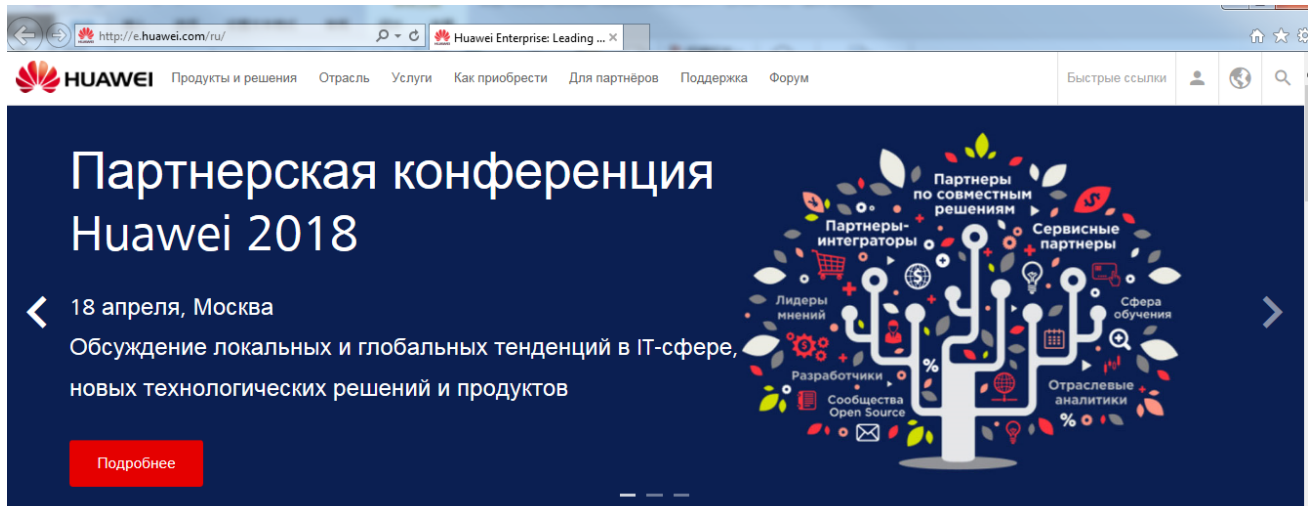 http://e.huawei.com/ru/
Huawei Enterprise: Leading ...
HUAWEI
Продукты и решения
Отрасль
Услуги
Как приобрести
Для партнёров
Поддержка
Форум
Быстрые ссылки
Партнерская конференция
Huawei 2018
18 апреля, Москва
Обсуждение локальных и глобальных тенденций в IT-сфере,
новых технологических решений и продуктов
Подробнее
Партнеры
по совместным
решениям
Партнеры-
интеграторы
Сервисные
партнеры
Лидеры
мнений
Сфера
обучения
Разработчики
Сообщества
Open Source
Отраслевые
аналитики